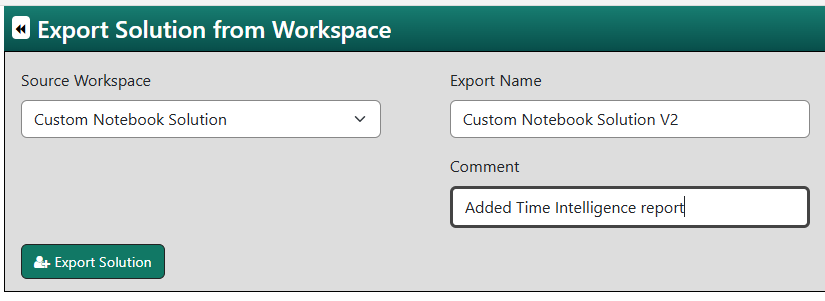 Export Solution from Workspace
Source Workspace
Custom Notebook Solution
Export Name
Custom Notebook Solution V2
Comment
Added Time Intelligence report
Export Solution